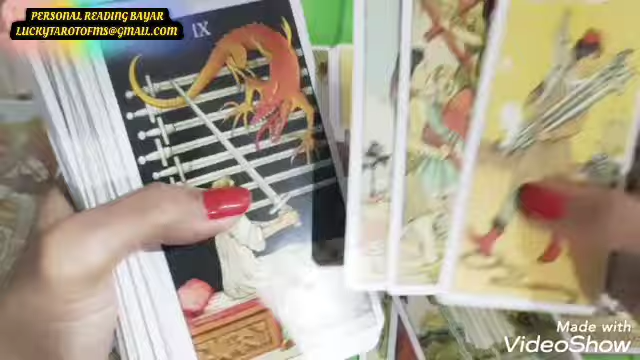 PERSONAL READING BAYAR
LUCKYTAROTOFMS@GMAIL.COM
IX
Made with
VideoShow